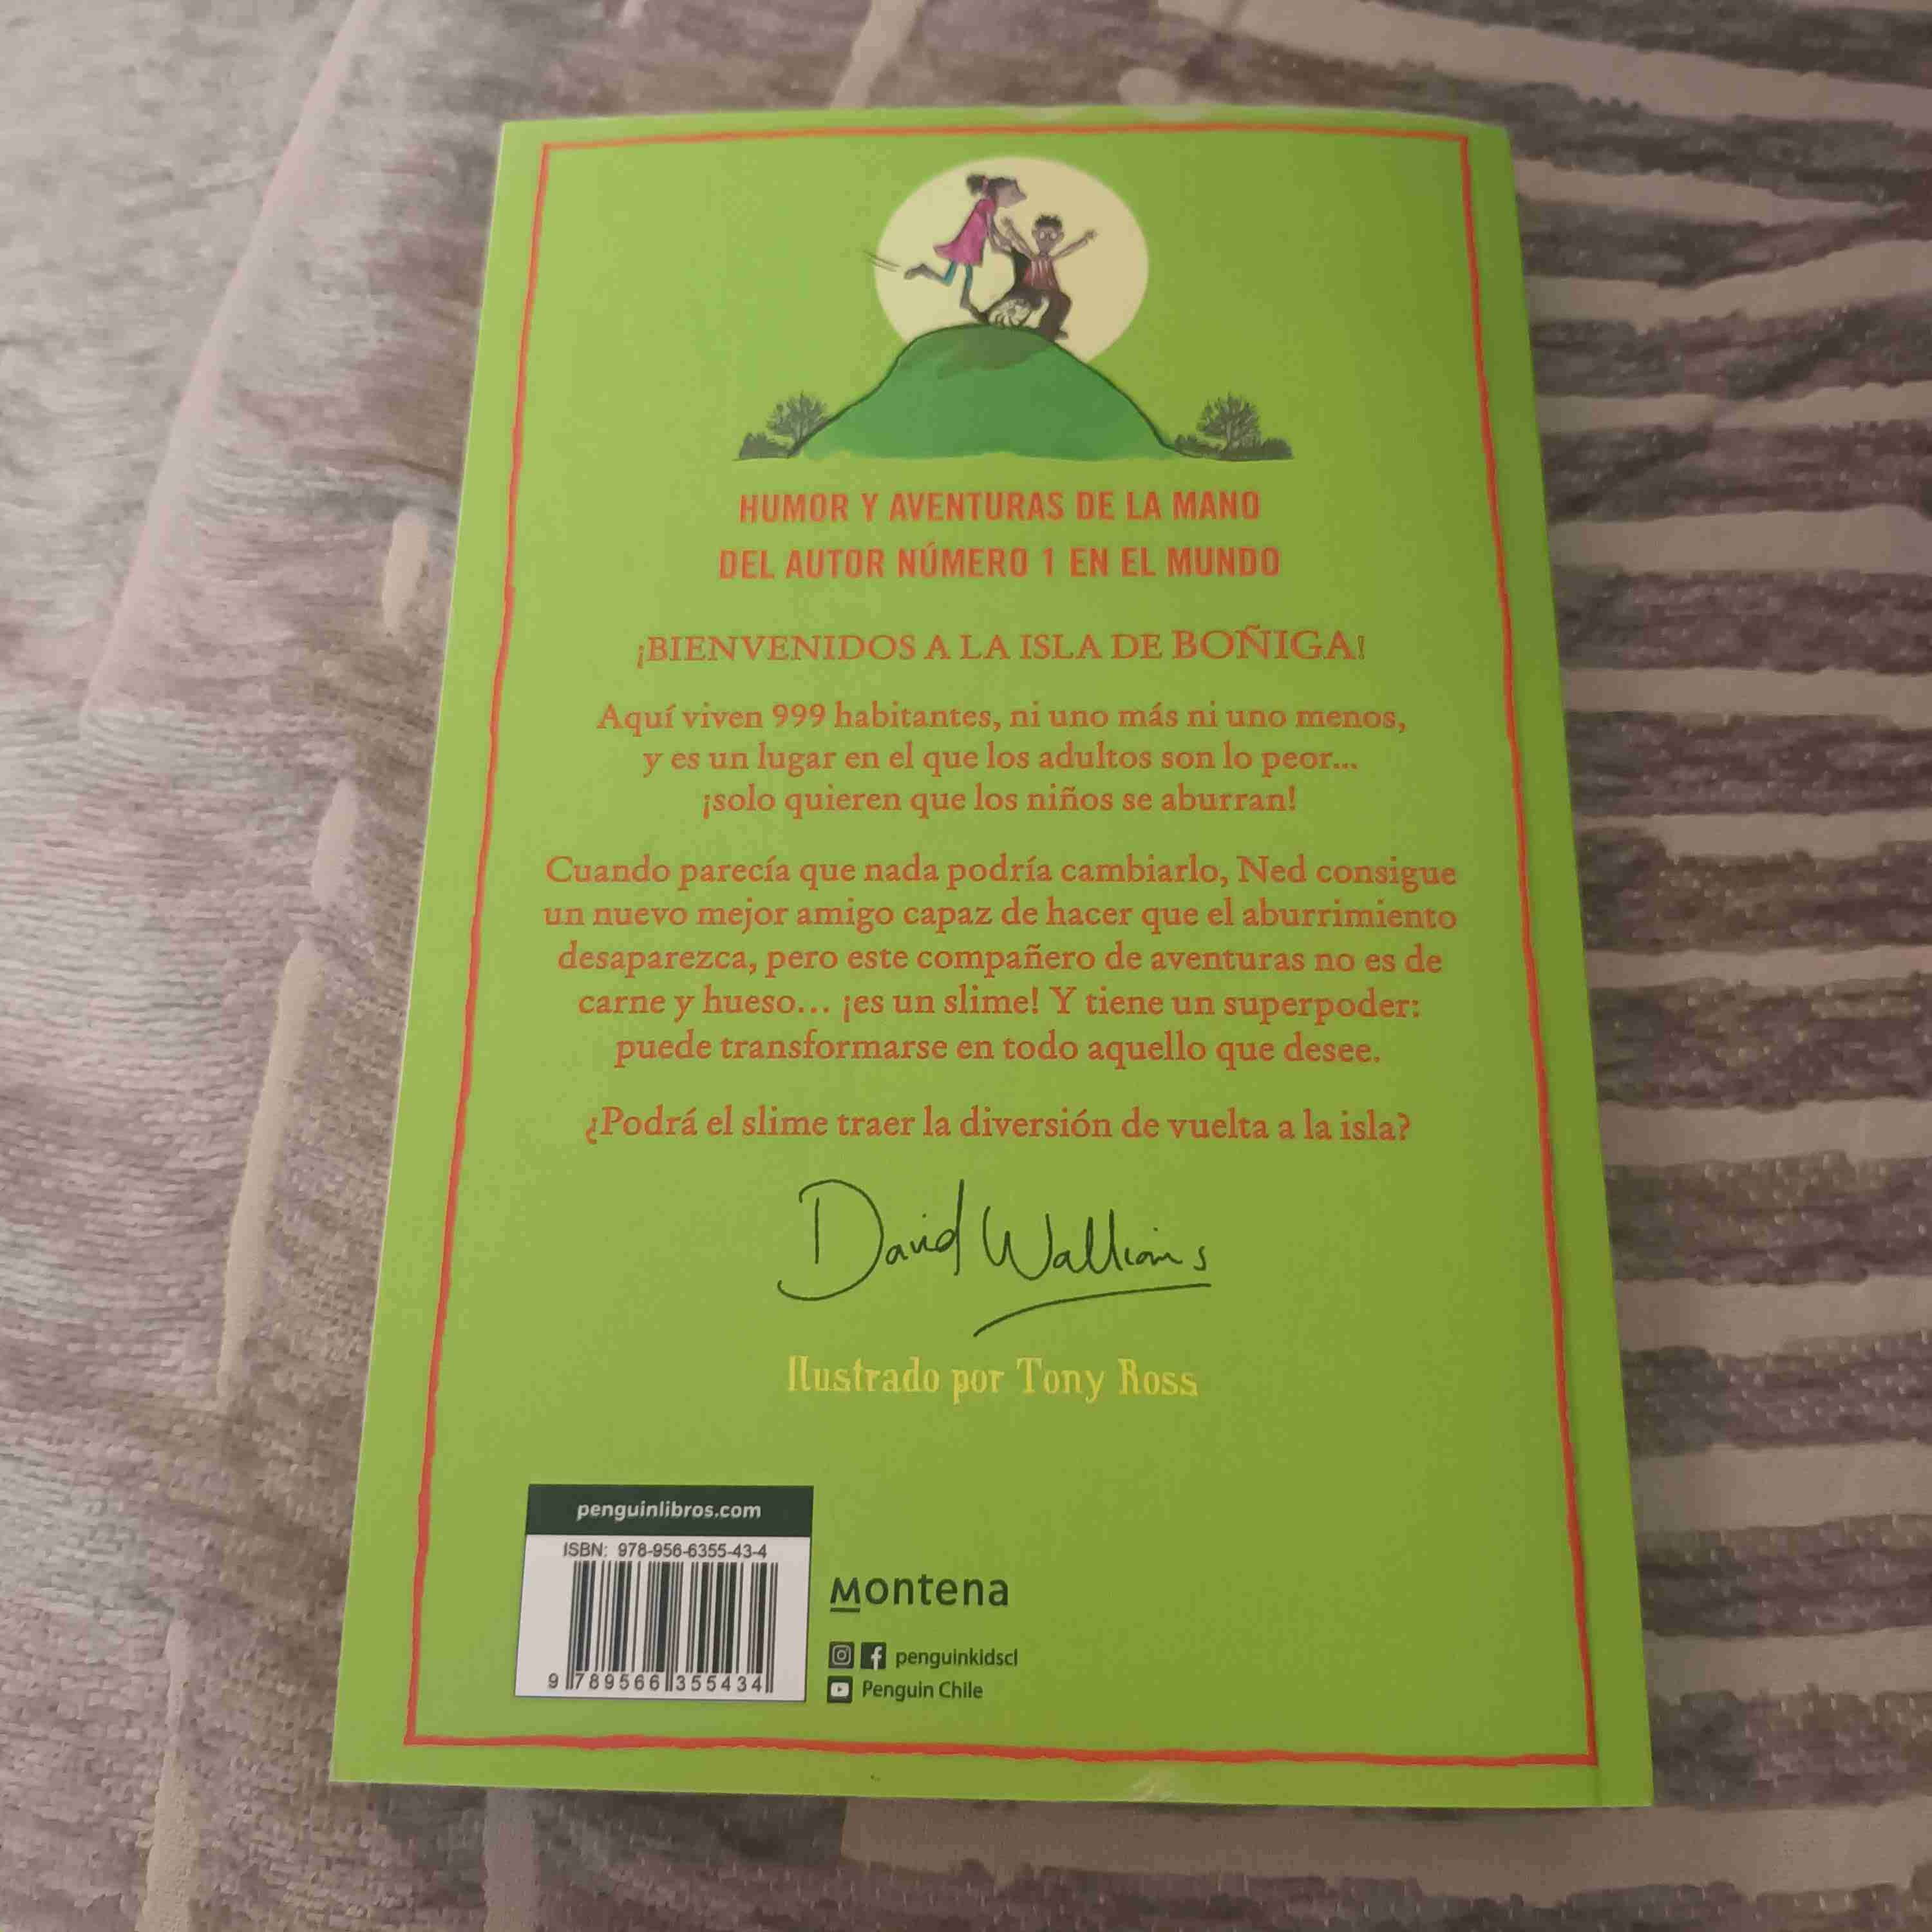 HUMOR Y AVENTURAS DE LA MANO
DEL AUTOR NÚMERO 1 EN EL MUNDO
¡BIENVENIDOS A LA ISLA DE BOÑIGA!
Aquí viven 999 habitantes, ni uno más ni uno menos,
y es un lugar en el que los adultos son lo peor...
¡solo quieren que los niños se aburran!
Cuando parecía que nada podría cambiarlo, Ned consigue
un nuevo mejor amigo capaz de hacer que el aburrimiento
desaparezca, pero este compañero de aventuras no es de
carne y hueso... ¡es un slime! Y tiene un superpoder:
puede transformarse en todo aquello que desee.
¿Podrá el slime traer la diversión de vuelta a la isla?
David Walliams
Ilustrado por Tony Ross
penguinlibros.com
ISBN: 978-956-6355-43-4
9 789566 355434
Montena
penguinkidscl
Penguin Chile